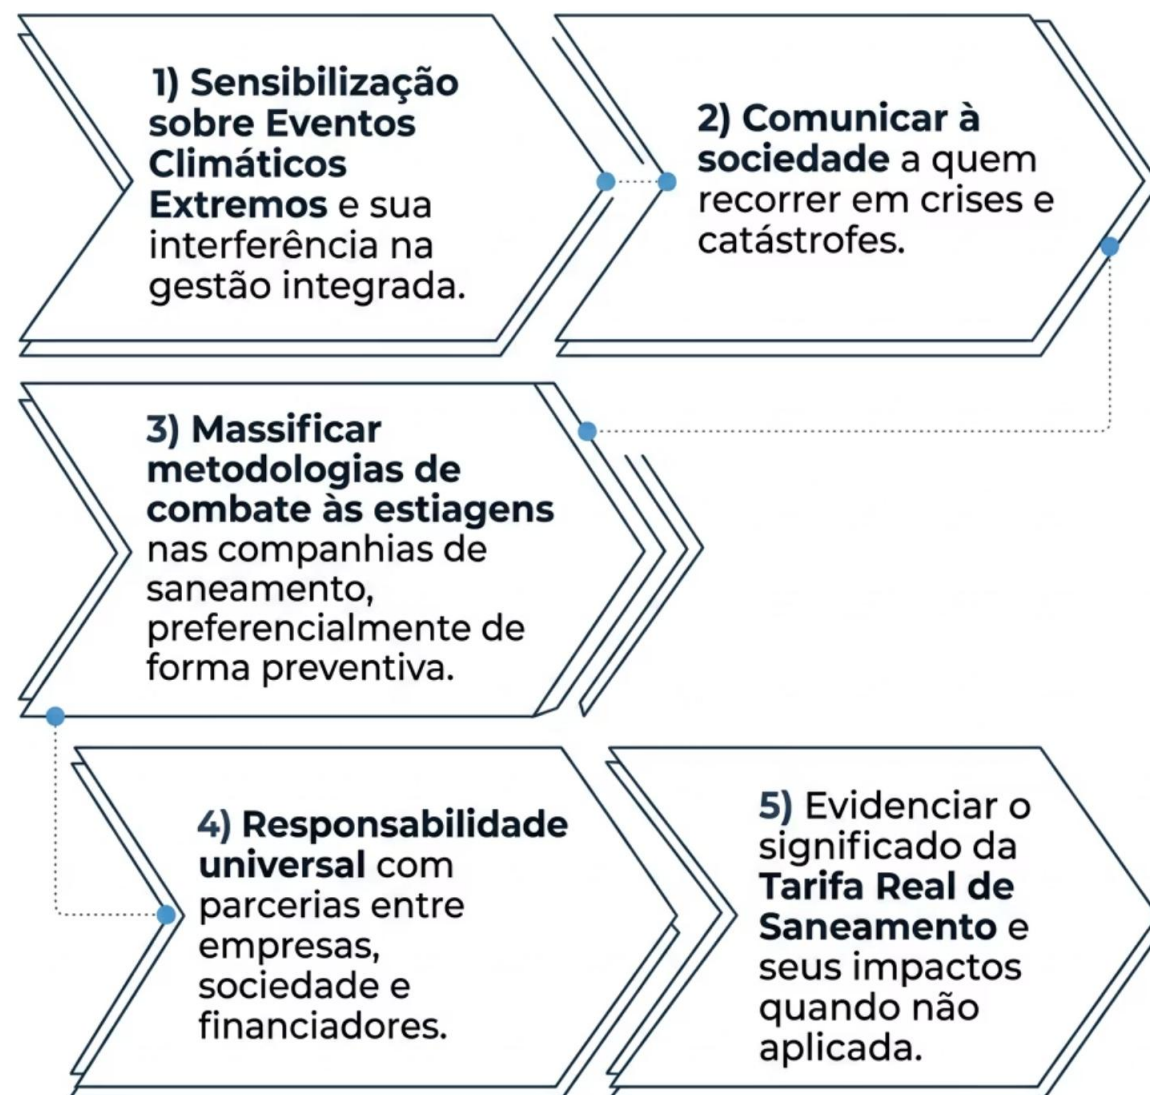 1) Sensibilização
sobre Eventos
Climáticos
Extremos e sua
interferência na
gestão integrada.
2) Comunicar à
sociedade a quem
recorrer em crises e
catástrofes.
3) Massificar
metodologias de
combate às estiagens
nas companhias de
saneamento,
preferencialmente de
forma preventiva.
4) Responsabilidade
universal com
parcerias entre
empresas,
sociedade e
financiadores.
5) Evidenciar o
significado da
Tarifa Real de
Saneamento e
seus impactos
quando não
aplicada.